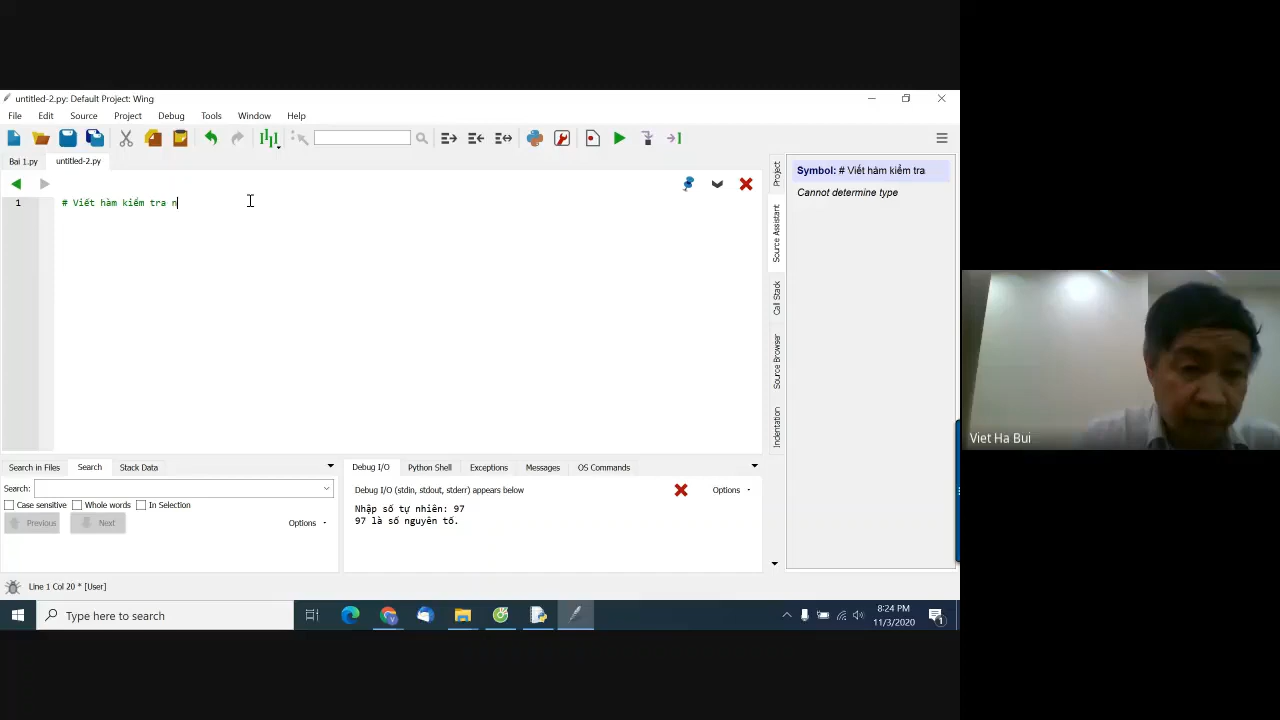 untitled-2.py: Default Project: Wing
File Edit Source Project Debug Tools Window Help
Bai 1.py untitled-2.py
1 # Viết hàm kiểm tra n
Project
Source Assistant
Call Stack
Source Browser
Indentation
Symbol: # Viết hàm kiểm tra
Cannot determine type
Search in Files Search Stack Data
Search:
Case sensitive Whole words In Selection
Previous Next Options
Debug I/O Python Shell Exceptions Messages OS Commands
Debug I/O (stdin, stdout, stderr) appears below Options
Nhập số tự nhiên: 97
97 là số nguyên tố.
Line 1 Col 20 * [User]
Type here to search
8:24 PM
11/3/2020
1
Viet Ha Bui